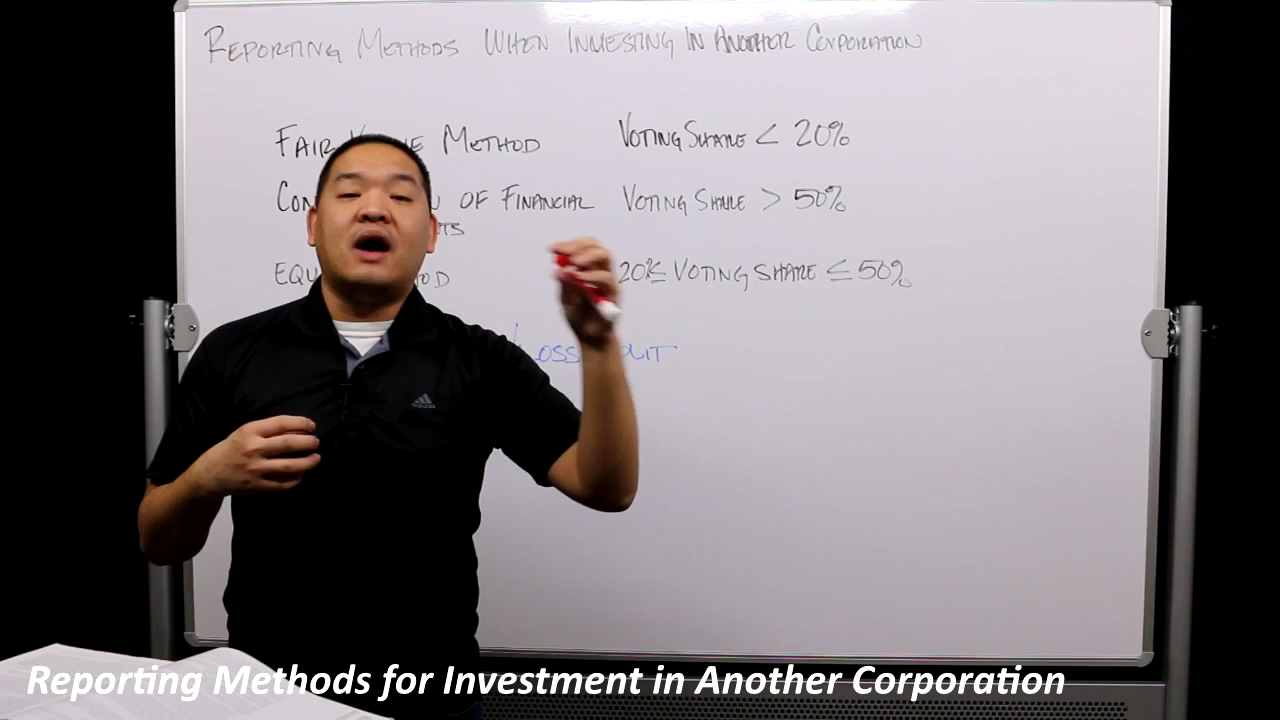 REPORTING METHODS WHEN INVESTING IN ANOTHER CORPORATION
FAIR METHOD VOTING SHARE < 20%
OF FINANCIAL VOTING SHARE > 50%
20% ≤ VOTING SHARE ≤ 50%
Reporting Methods for Investment in Another Corporation